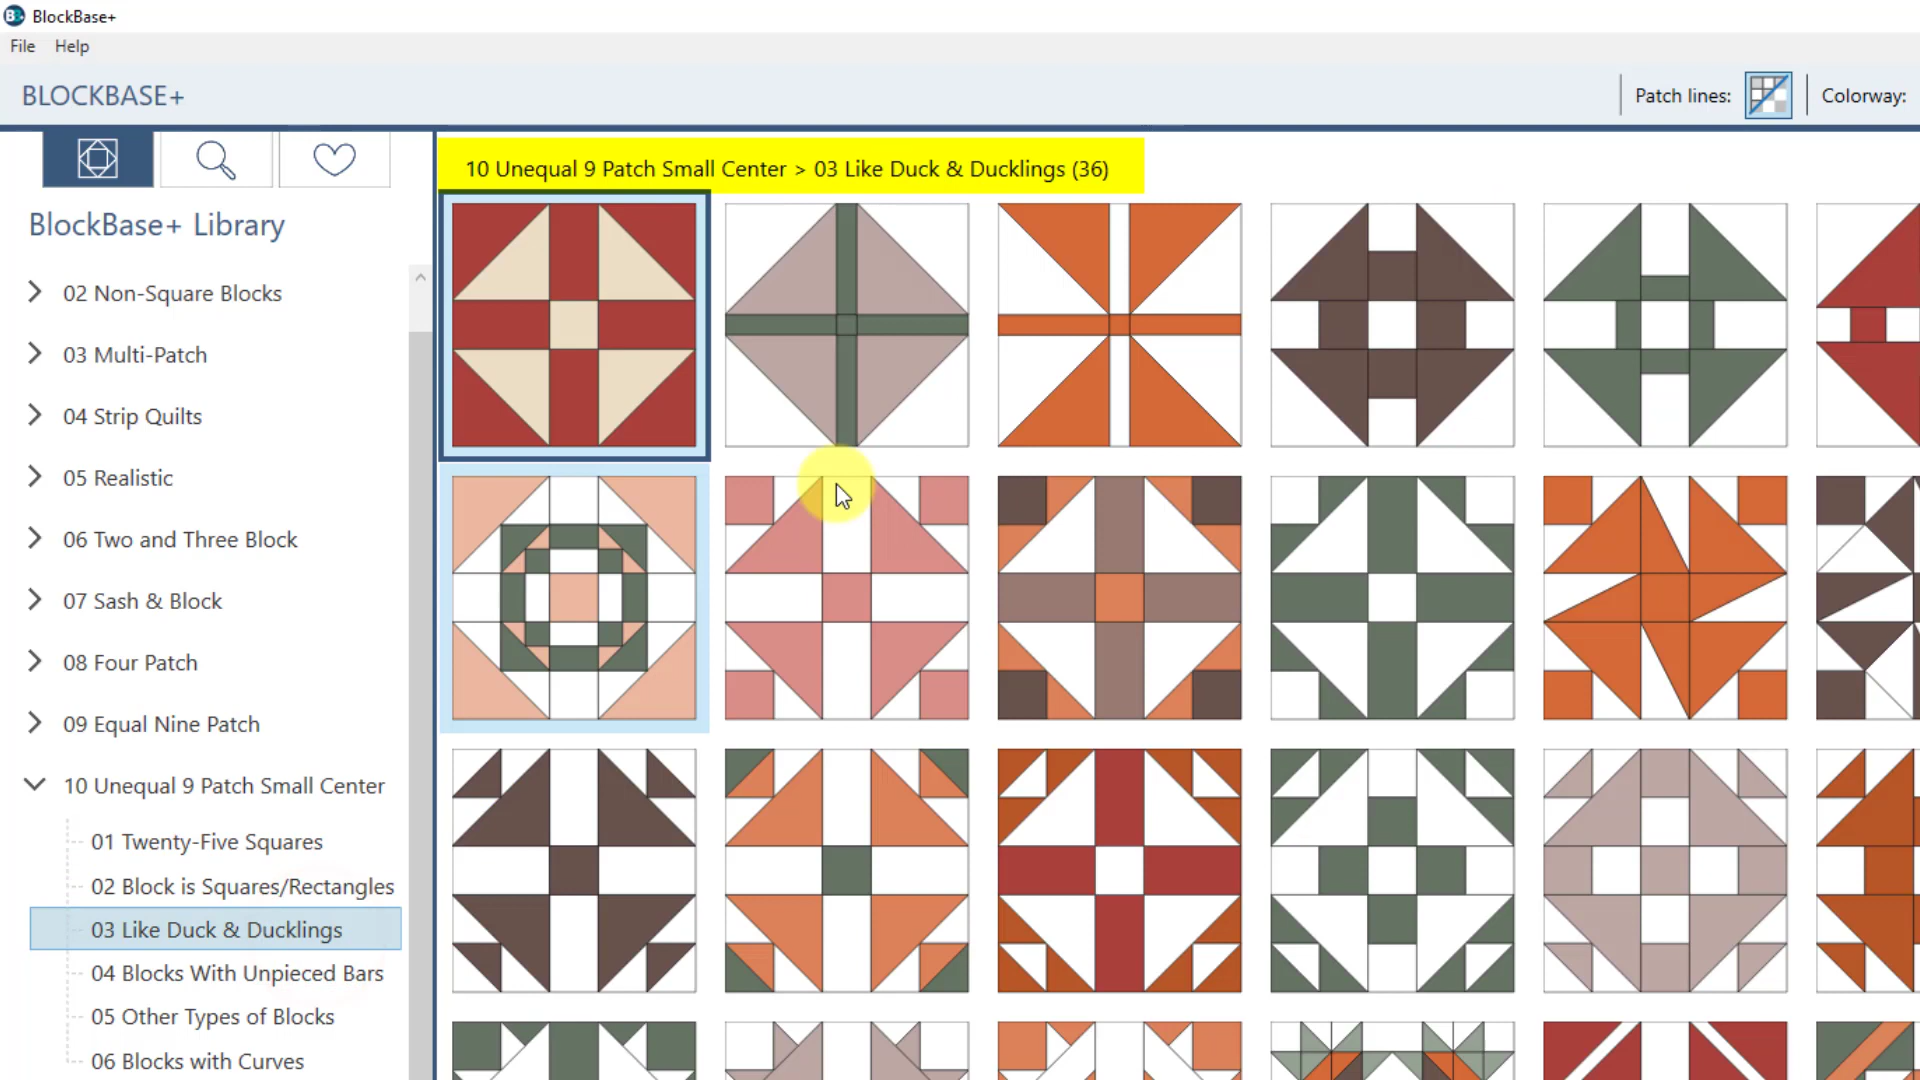 BlockBase+
File Help
BLOCKBASE+
Patch lines:
Colorway:
10 Unequal 9 Patch Small Center > 03 Like Duck & Ducklings (36)
BlockBase+ Library
02 Non-Square Blocks
03 Multi-Patch
04 Strip Quilts
05 Realistic
06 Two and Three Block
07 Sash & Block
08 Four Patch
09 Equal Nine Patch
10 Unequal 9 Patch Small Center
01 Twenty-Five Squares
02 Block is Squares/Rectangles
03 Like Duck & Ducklings
04 Blocks With Unpieced Bars
05 Other Types of Blocks
06 Blocks with Curves